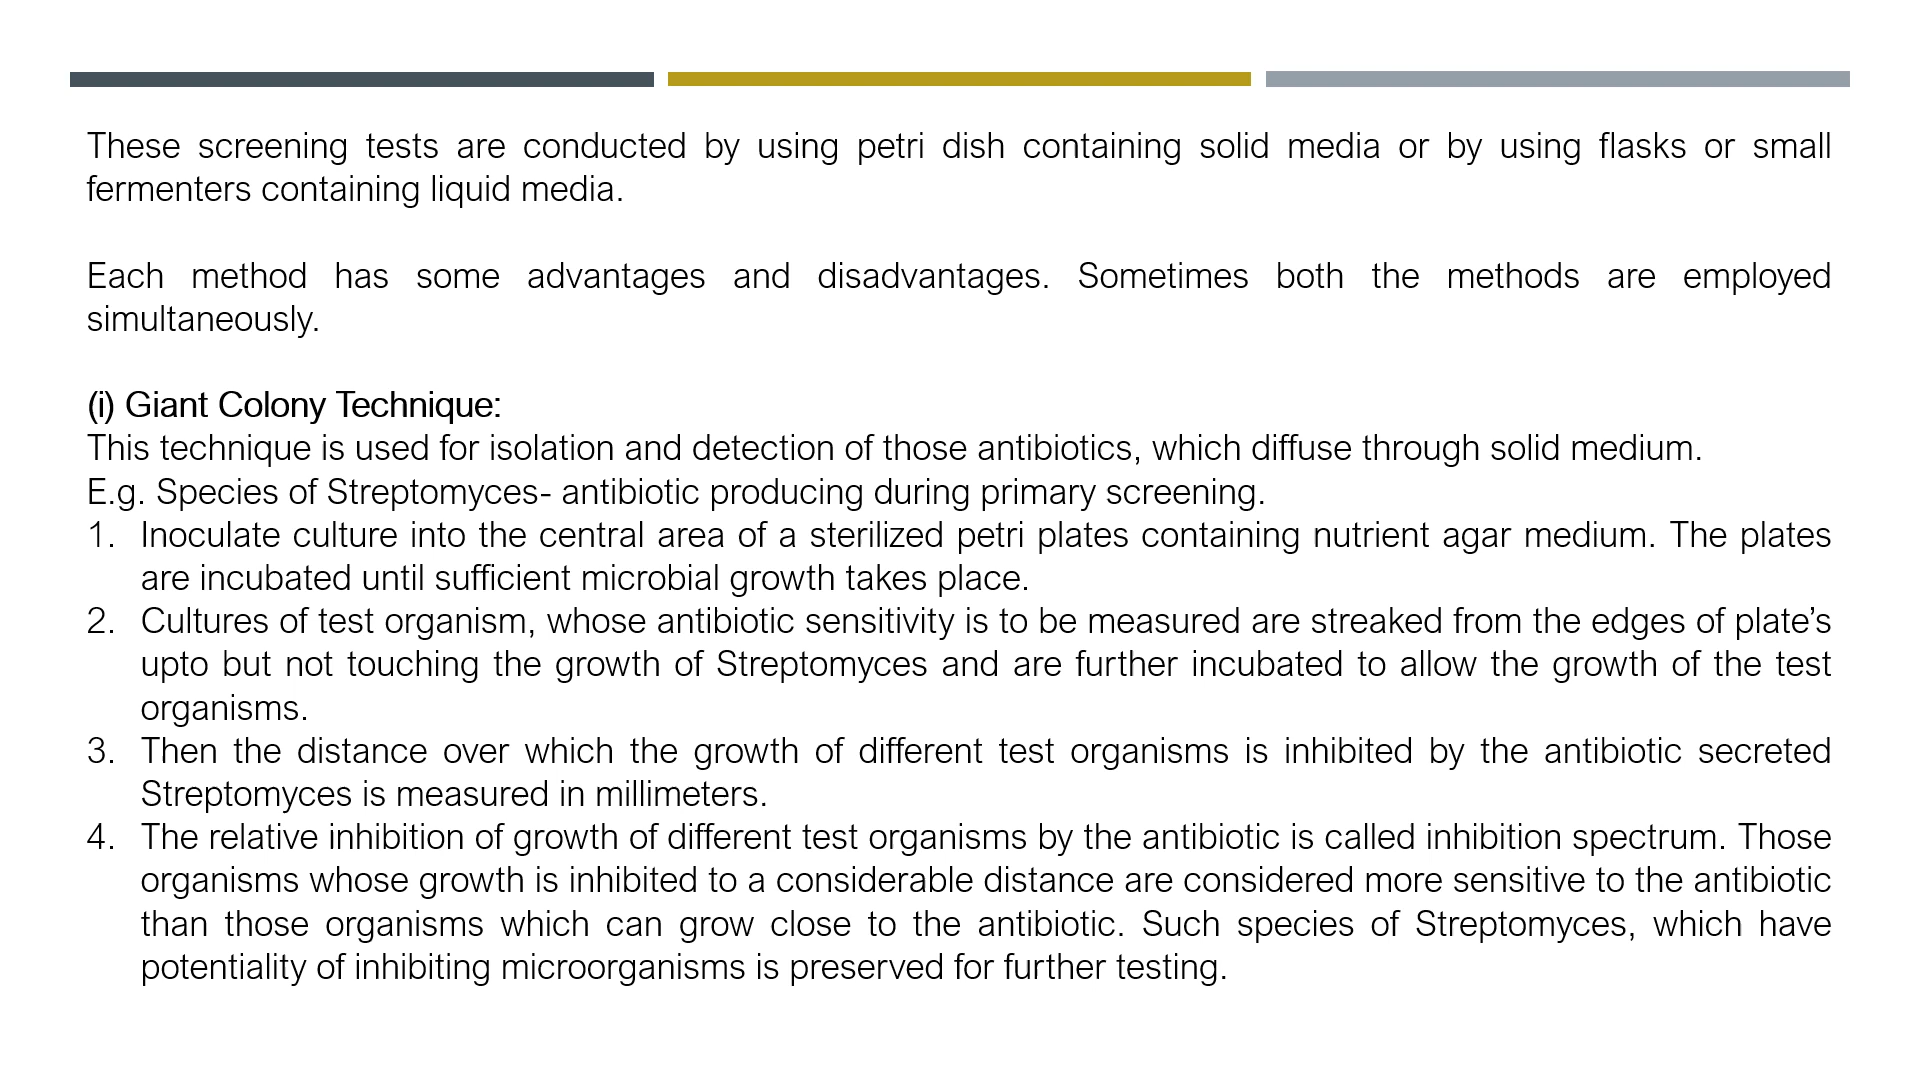 These screening tests are conducted by using petri dish containing solid media or by using flasks or small
fermenters containing liquid media.
Each method has some advantages and disadvantages. Sometimes both the methods are employed
simultaneously.
(i) Giant Colony Technique:
This technique is used for isolation and detection of those antibiotics, which diffuse through solid medium.
E.g. Species of Streptomyces- antibiotic producing during primary screening.
1. Inoculate culture into the central area of a sterilized petri plates containing nutrient agar medium. The plates
are incubated until sufficient microbial growth takes place.
2. Cultures of test organism, whose antibiotic sensitivity is to be measured are streaked from the edges of plate’s
upto but not touching the growth of Streptomyces and are further incubated to allow the growth of the test
organisms.
3. Then the distance over which the growth of different test organisms is inhibited by the antibiotic secreted
Streptomyces is measured in millimeters.
4. The relative inhibition of growth of different test organisms by the antibiotic is called inhibition spectrum. Those
organisms whose growth is inhibited to a considerable distance are considered more sensitive to the antibiotic
than those organisms which can grow close to the antibiotic. Such species of Streptomyces, which have
potentiality of inhibiting microorganisms is preserved for further testing.